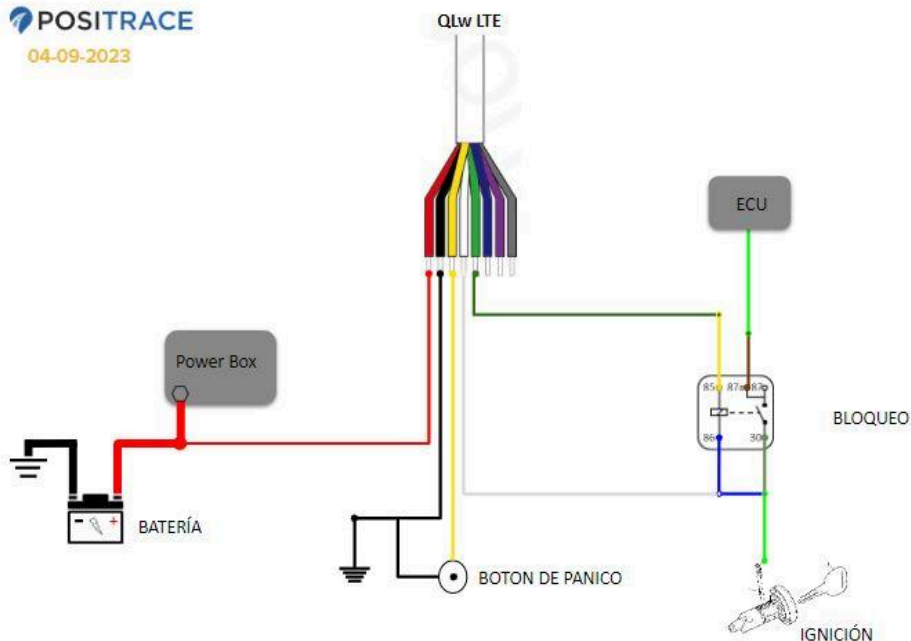 POSITRACE
04-09-2023
QLw LTE
ECU
Power Box
85 87a 87
86 30
BLOQUEO
- +
BATERÍA
BOTON DE PANICO
IGNICIÓN